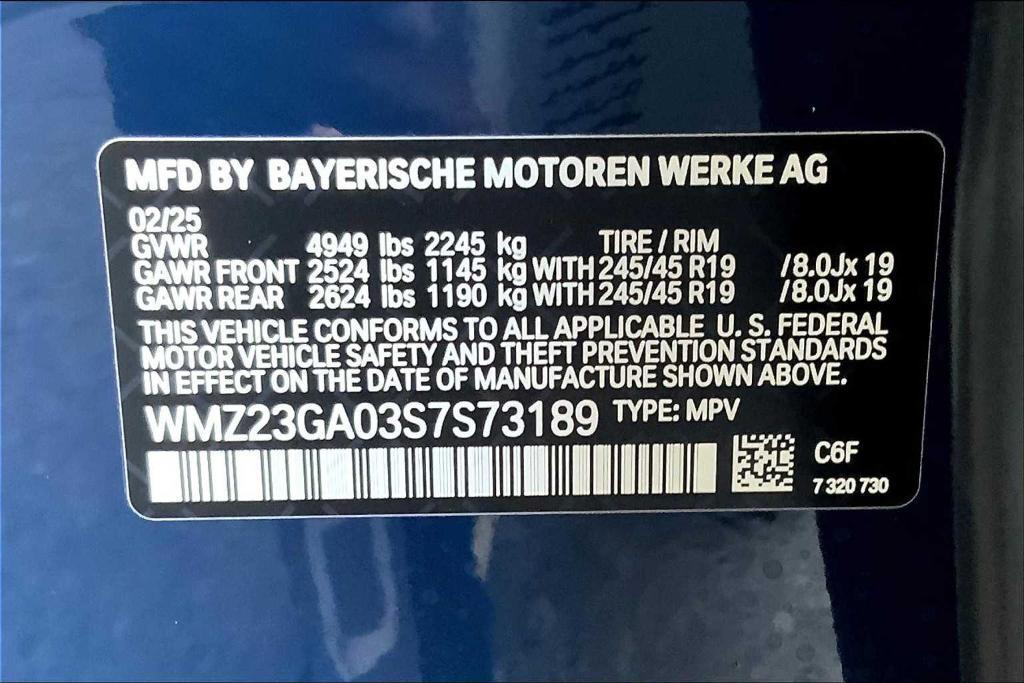 MFD BY BAYERISCHE MOTOREN WERKE AG
02/25
GVWR 4949 lbs 2245 kg TIRE / RIM
GAWR FRONT 2524 lbs 1145 kg WITH 245/45 R19 /8.0Jx 19
GAWR REAR 2624 lbs 1190 kg WITH 245/45 R19 /8.0Jx 19
THIS VEHICLE CONFORMS TO ALL APPLICABLE U. S. FEDERAL
MOTOR VEHICLE SAFETY AND THEFT PREVENTION STANDARDS
IN EFFECT ON THE DATE OF MANUFACTURE SHOWN ABOVE.
WMZ23GA03S7S73189 TYPE: MPV
C6F
7 320 730